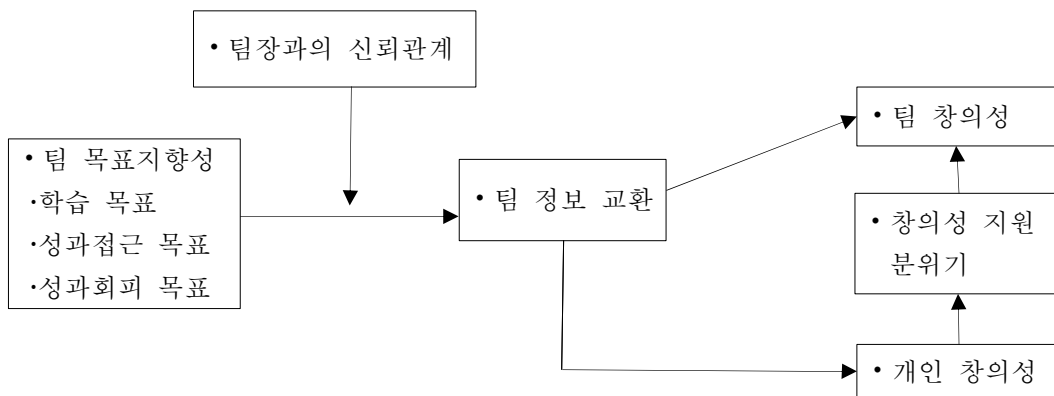 • 팀장과의 신뢰관계
• 팀 목표지향성
·학습 목표
·성과접근 목표
·성과회피 목표
• 팀 정보 교환
• 팀 창의성
• 창의성 지원
분위기
• 개인 창의성